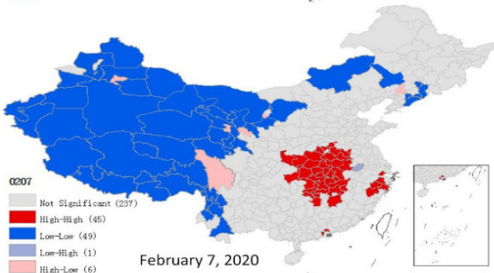 0207
Not Significant (237)
High-High (45)
Low-Low (49)
Low-High (1)
High-Low (6)
February 7, 2020